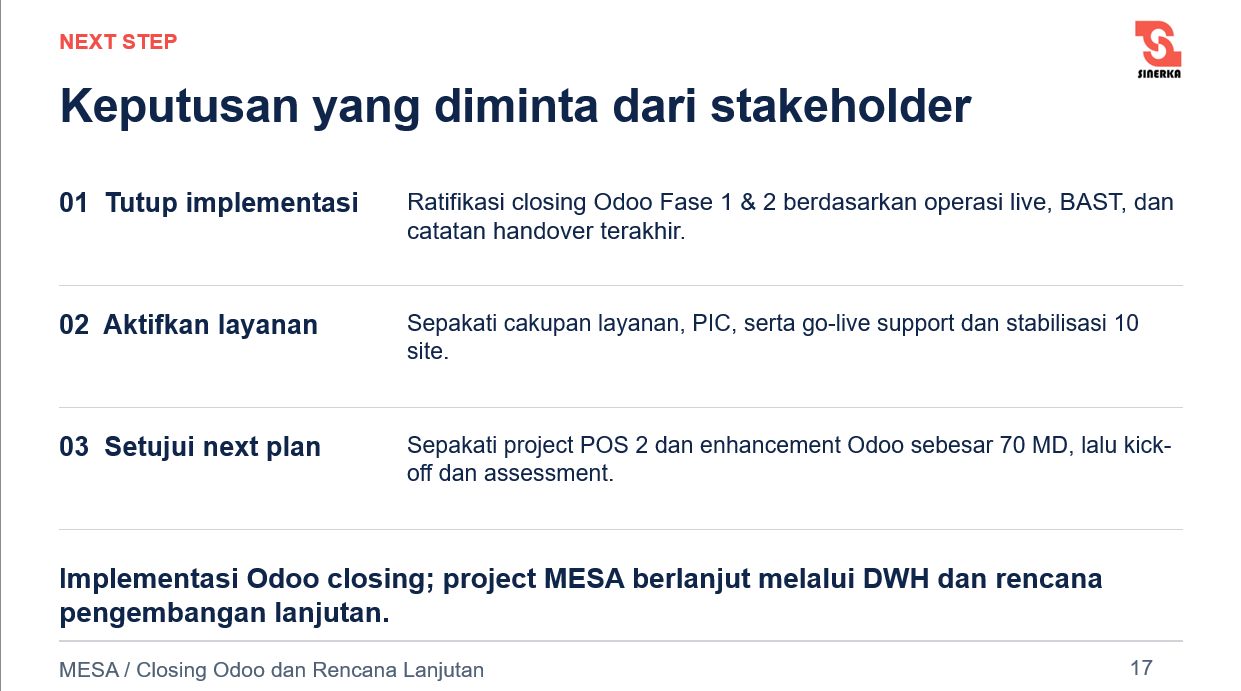 NEXT STEP
SINERKA
Keputusan yang diminta dari stakeholder
01 Tutup implementasi
Ratifikasi closing Odoo Fase 1 & 2 berdasarkan operasi live, BAST, dan
catatan handover terakhir.
02 Aktifkan layanan
Sepakati cakupan layanan, PIC, serta go-live support dan stabilisasi 10
site.
03 Setujui next plan
Sepakati project POS 2 dan enhancement Odoo sebesar 70 MD, lalu kick-
off dan assessment.
Implementasi Odoo closing; project MESA berlanjut melalui DWH dan rencana
pengembangan lanjutan.
MESA / Closing Odoo dan Rencana Lanjutan
17